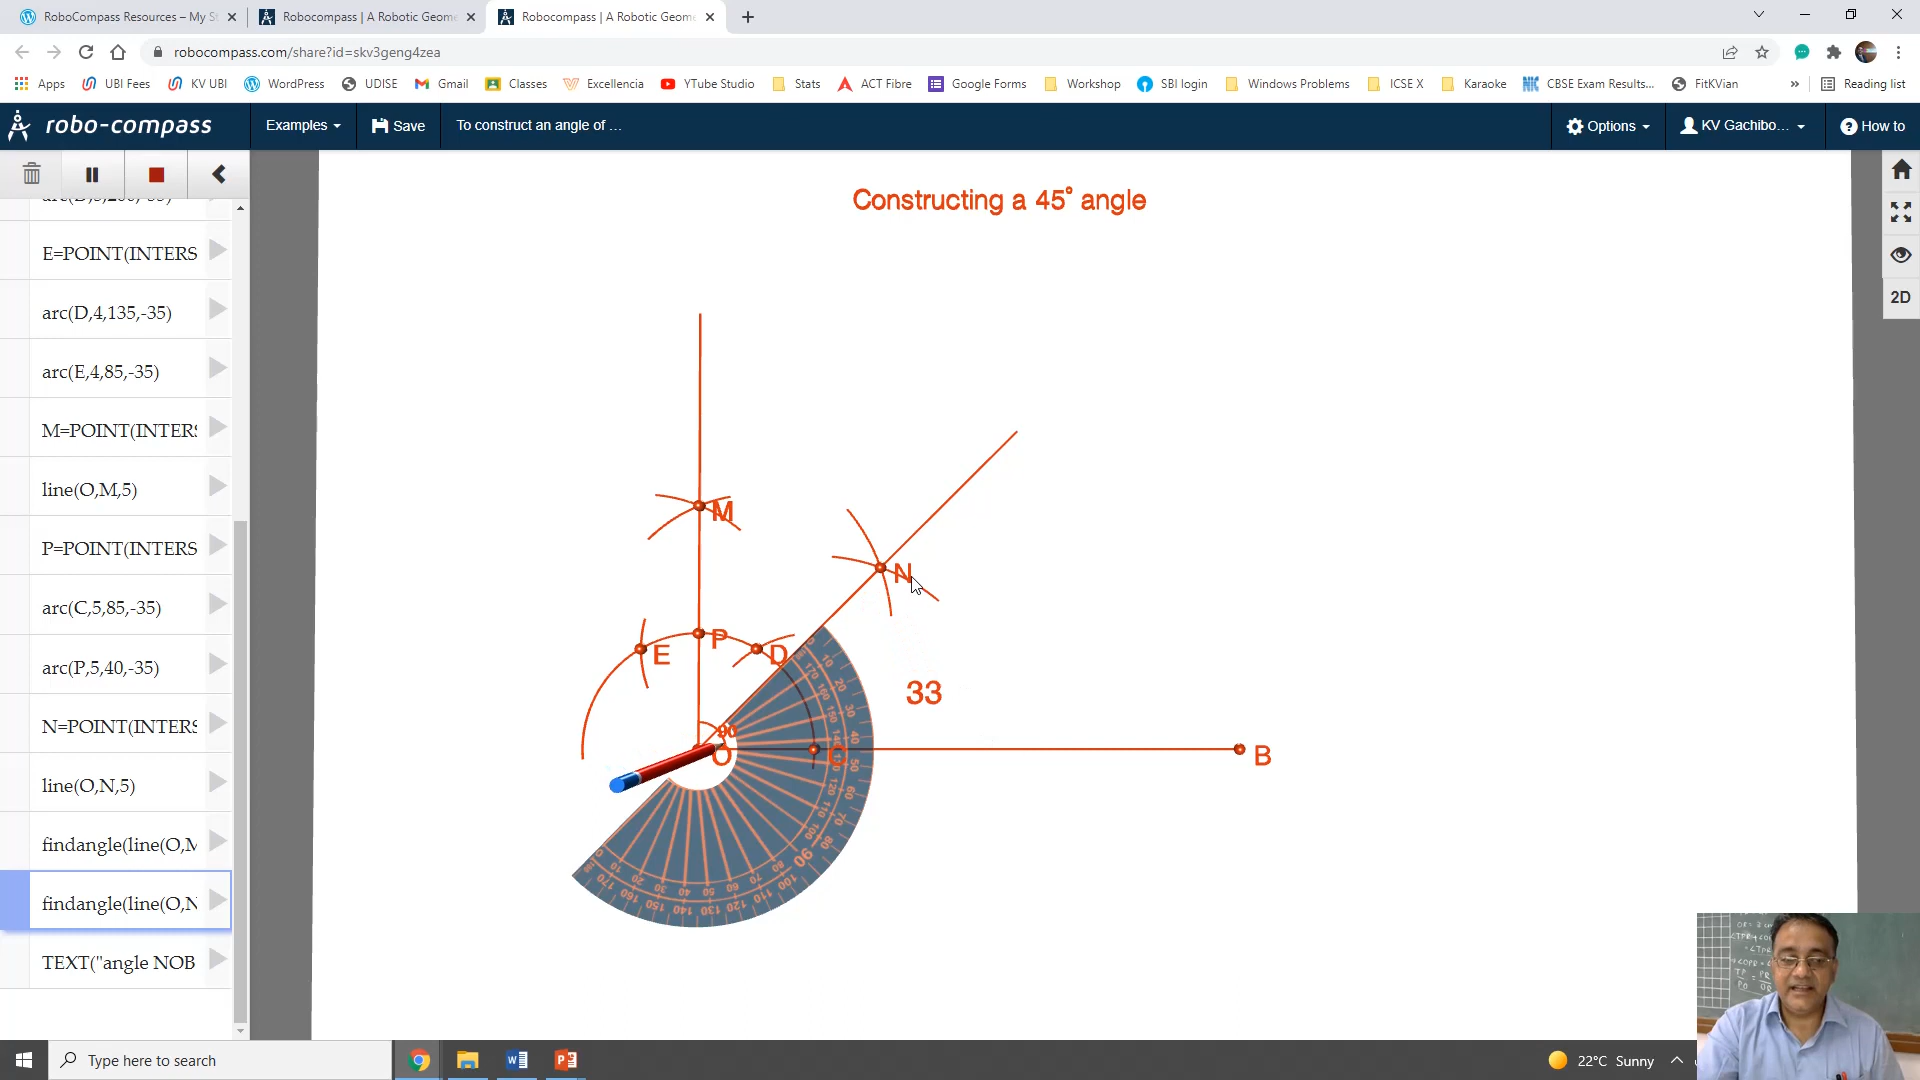 RoboCompass Resources – My St
Robocompass | A Robotic Geome
Robocompass | A Robotic Geome
robocompass.com/share?id=skv3geng4zea
Apps UBI Fees KV UBI WordPress UDISE Gmail Classes Excellencia YTube Studio Stats ACT Fibre Google Forms Workshop SBI login Windows Problems ICSE X Karaoke CBSE Exam Results... FitKVian » Reading list
robo-compass Examples Save To construct an angle of ... Options KV Gachibo... How to
Constructing a 45° angle
2D
E=POINT(INTERS
arc(D,4,135,-35)
arc(E,4,85,-35)
M=POINT(INTERS
line(O,M,5)
P=POINT(INTERS
arc(C,5,85,-35)
arc(P,5,40,-35)
N=POINT(INTERS
line(O,N,5)
findangle(line(O,M
findangle(line(O,N
TEXT("angle NOB
M
N
P
E
D
33
90
O
C
B
Type here to search
22°C Sunny